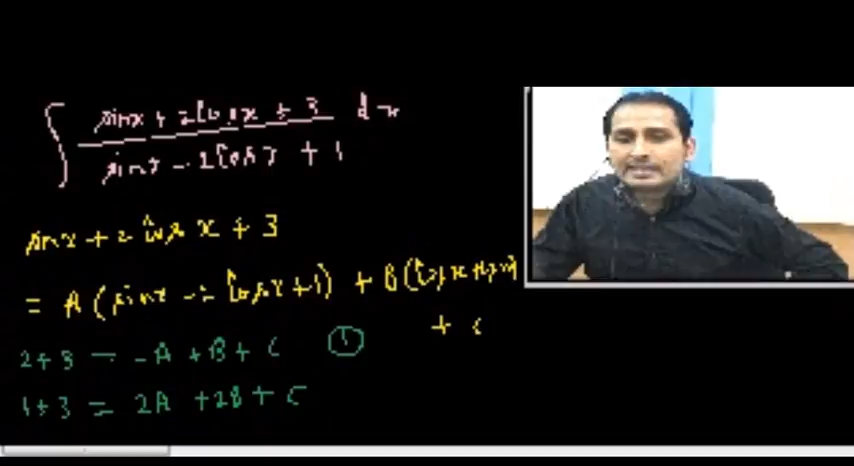 ∫ (sinx + 2cosx + 3) / (sinx - 2cosx + 1) dx
sinx + 2cosx + 3
= A(sinx - 2cosx + 1) + B(cosx + 2sinx)
+ C
2+3 = -A + B + C ①
1+3 = 2A + 2B + C